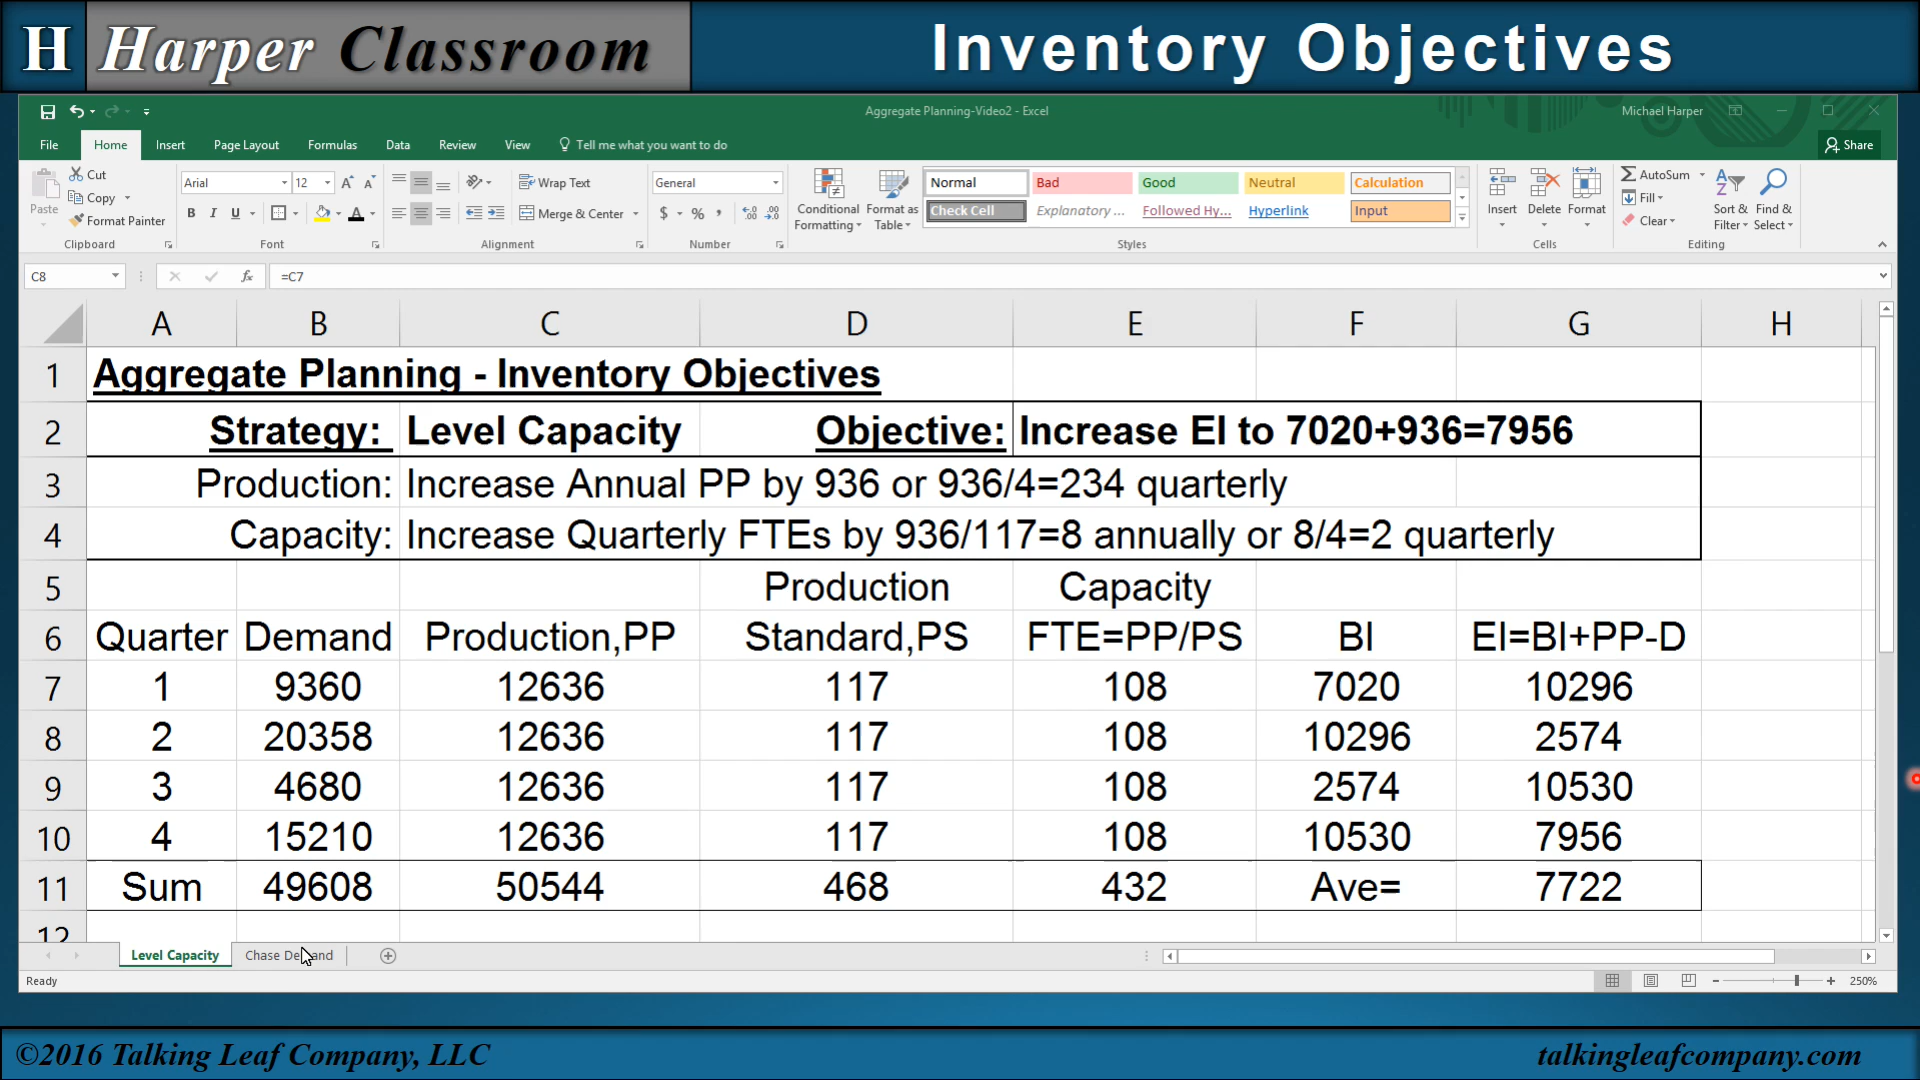 H Harper Classroom
Inventory Objectives
Aggregate Planning-Video2 - Excel
Michael Harper
File Home Insert Page Layout Formulas Data Review View Tell me what you want to do
Share
Paste
Cut
Copy
Format Painter
Clipboard
Arial 12 A A
B I U A
Font
Wrap Text
Merge & Center
Alignment
General
$ % ,
Number
Conditional Formatting
Format as Table
Normal Bad Good Neutral Calculation
Check Cell Explanatory ... Followed Hy... Hyperlink Input
Styles
Insert Delete Format
Cells
AutoSum
Fill
Clear
Sort & Filter
Find & Select
Editing
C8 fx =C7
A B C D E F G H
1 Aggregate Planning - Inventory Objectives
2 Strategy: Level Capacity Objective: Increase EI to 7020+936=7956
3 Production: Increase Annual PP by 936 or 936/4=234 quarterly
4 Capacity: Increase Quarterly FTEs by 936/117=8 annually or 8/4=2 quarterly
5 Production Capacity
6 Quarter Demand Production,PP Standard,PS FTE=PP/PS BI EI=BI+PP-D
7 1 9360 12636 117 108 7020 10296
8 2 20358 12636 117 108 10296 2574
9 3 4680 12636 117 108 2574 10530
10 4 15210 12636 117 108 10530 7956
11 Sum 49608 50544 468 432 Ave= 7722
12
Level Capacity Chase Demand
Ready
250%
©2016 Talking Leaf Company, LLC
talkingleafcompany.com